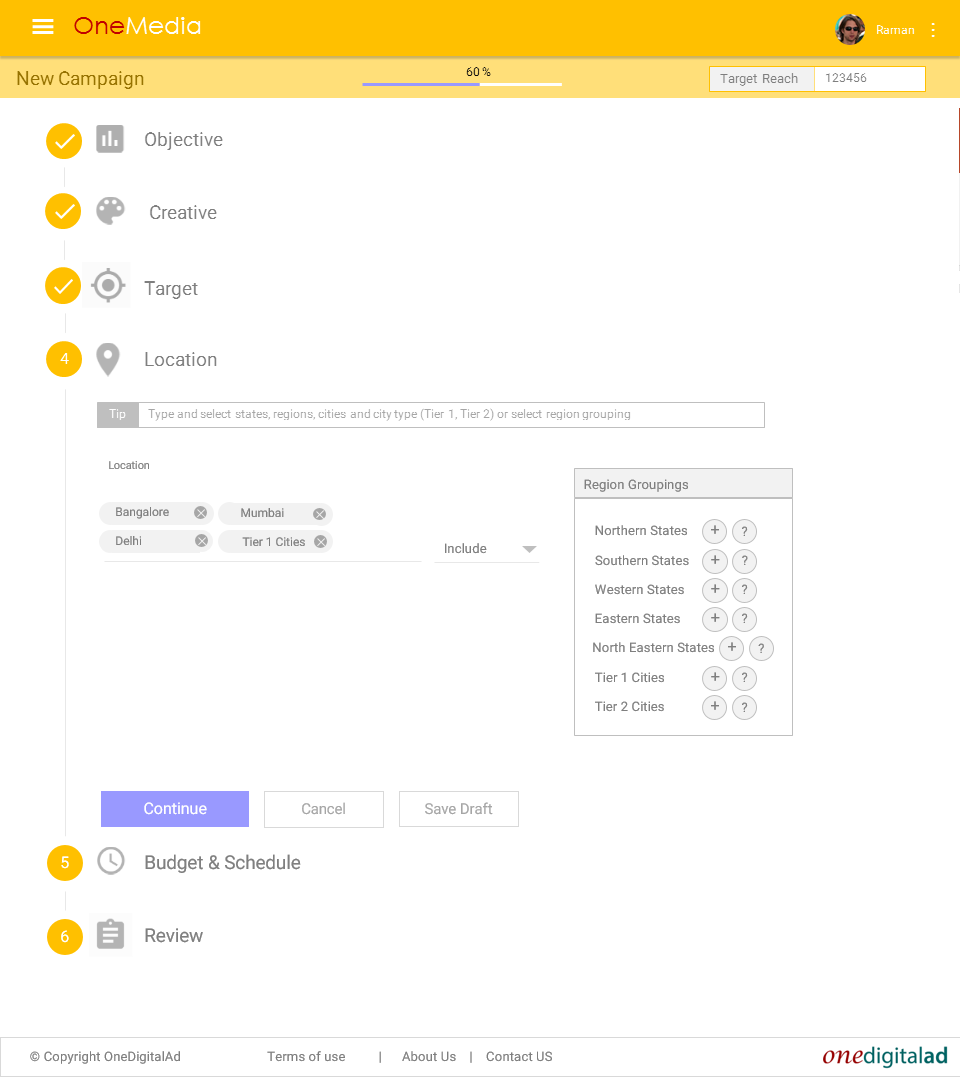 OneMedia
Raman
New Campaign
60 %
Target Reach
123456
Objective
Creative
Target
4
Location
Tip
Type and select states, regions, cities and city type (Tier 1, Tier 2) or select region grouping
Location
Region Groupings
Bangalore
Mumbai
Delhi
Tier 1 Cities
Include
Northern States + ?
Southern States + ?
Western States + ?
Eastern States + ?
North Eastern States + ?
Tier 1 Cities + ?
Tier 2 Cities + ?
Continue
Cancel
Save Draft
5
Budget & Schedule
6
Review
© Copyright OneDigitalAd
Terms of use | About Us | Contact US
onedigitalad